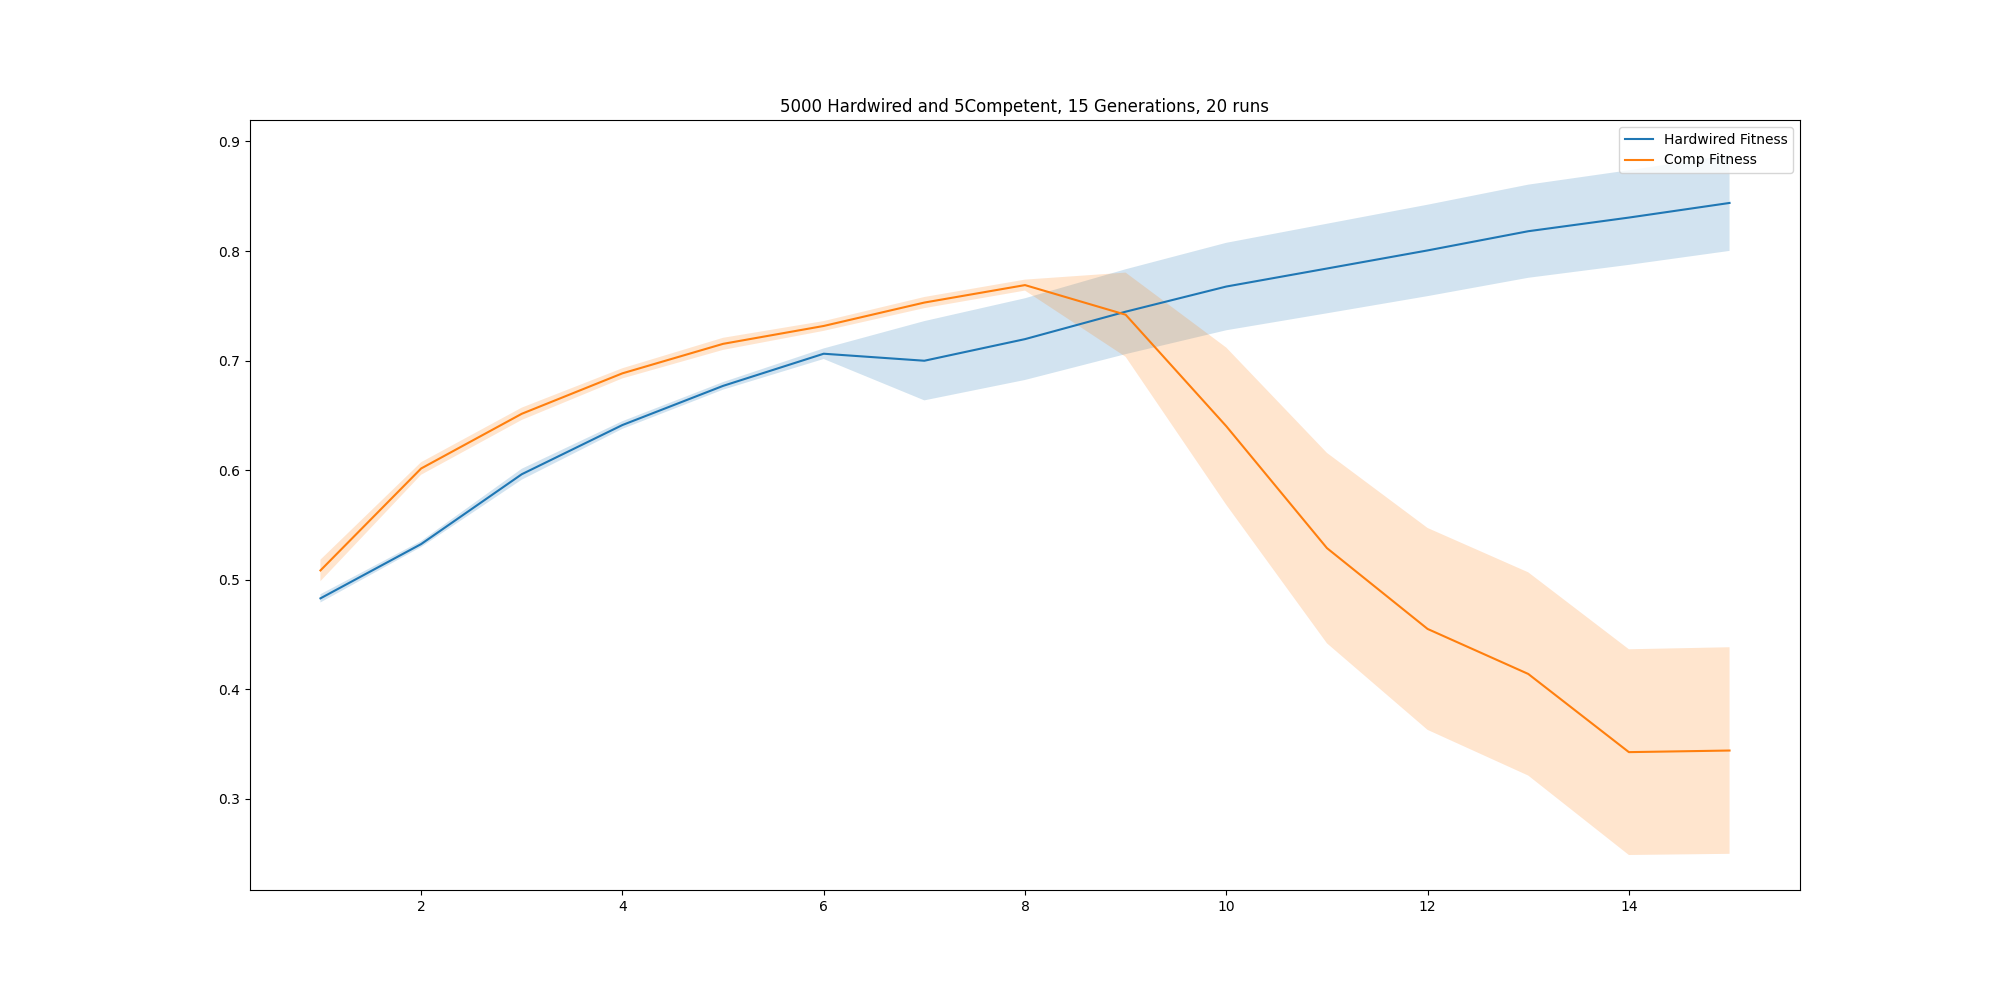 5000 Hardwired and 5Competent, 15 Generations, 20 runs
Hardwired Fitness
Comp Fitness
0.9
0.8
0.7
0.6
0.5
0.4
0.3
2 4 6 8 10 12 14